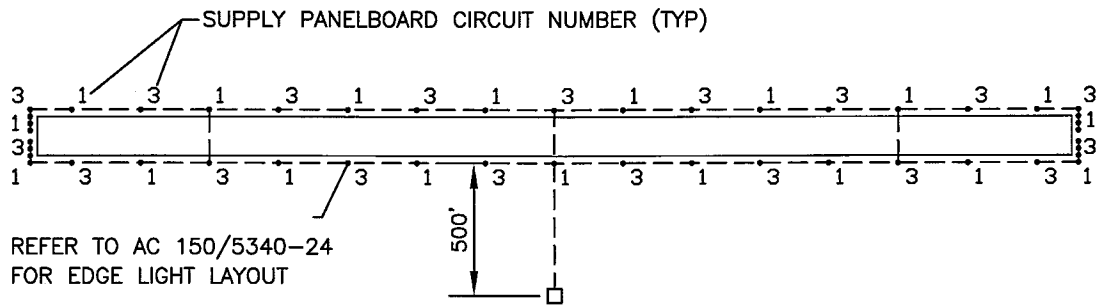 SUPPLY PANELBOARD CIRCUIT NUMBER (TYP)
3 1 3 1 3 1 3 1 3 1 3 1 3 1 3 1 3
1 1
3 3
1 3 1 3 1 3 1 3 1 3 1 3 1 3 1 3 1
500'
REFER TO AC 150/5340-24
FOR EDGE LIGHT LAYOUT